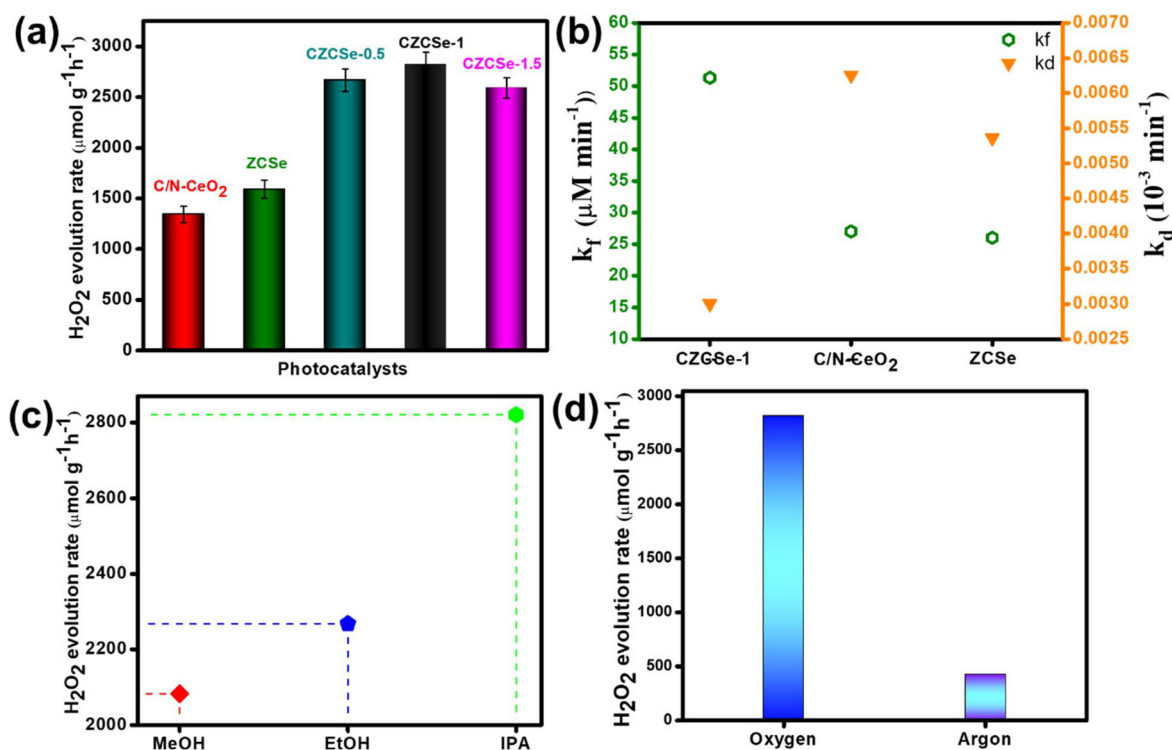 (a)
H₂O₂ evolution rate (μmol g⁻¹h⁻¹)
3000
2500
2000
1500
1000
500
0
C/N-CeO₂
ZCSe
CZCSe-0.5
CZCSe-1
CZCSe-1.5
Photocatalysts
(b)
k_f (μM min⁻¹))
60
55
50
45
40
35
30
25
20
15
10
kf
kd
0.0070
0.0065
0.0060
0.0055
0.0050
0.0045
0.0040
0.0035
0.0030
0.0025
k_d (10⁻³ min⁻¹)
CZCSe-1
C/N-CeO₂
ZCSe
(c)
H₂O₂ evolution rate (μmol g⁻¹h⁻¹)
2800
2600
2400
2200
2000
MeOH
EtOH
IPA
(d)
H₂O₂ evolution rate (μmol g⁻¹h⁻¹)
3000
2500
2000
1500
1000
500
0
Oxygen
Argon